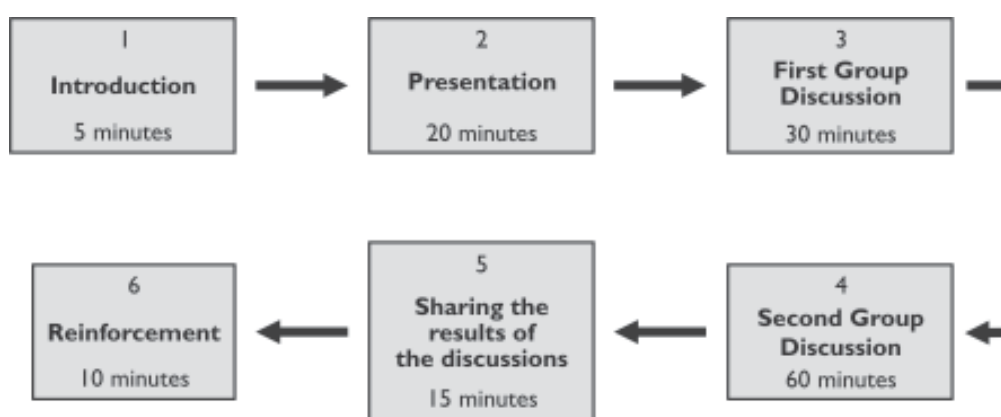 1
Introduction
5 minutes
2
Presentation
20 minutes
3
First Group
Discussion
30 minutes
4
Second Group
Discussion
60 minutes
5
Sharing the
results of
the discussions
15 minutes
6
Reinforcement
10 minutes